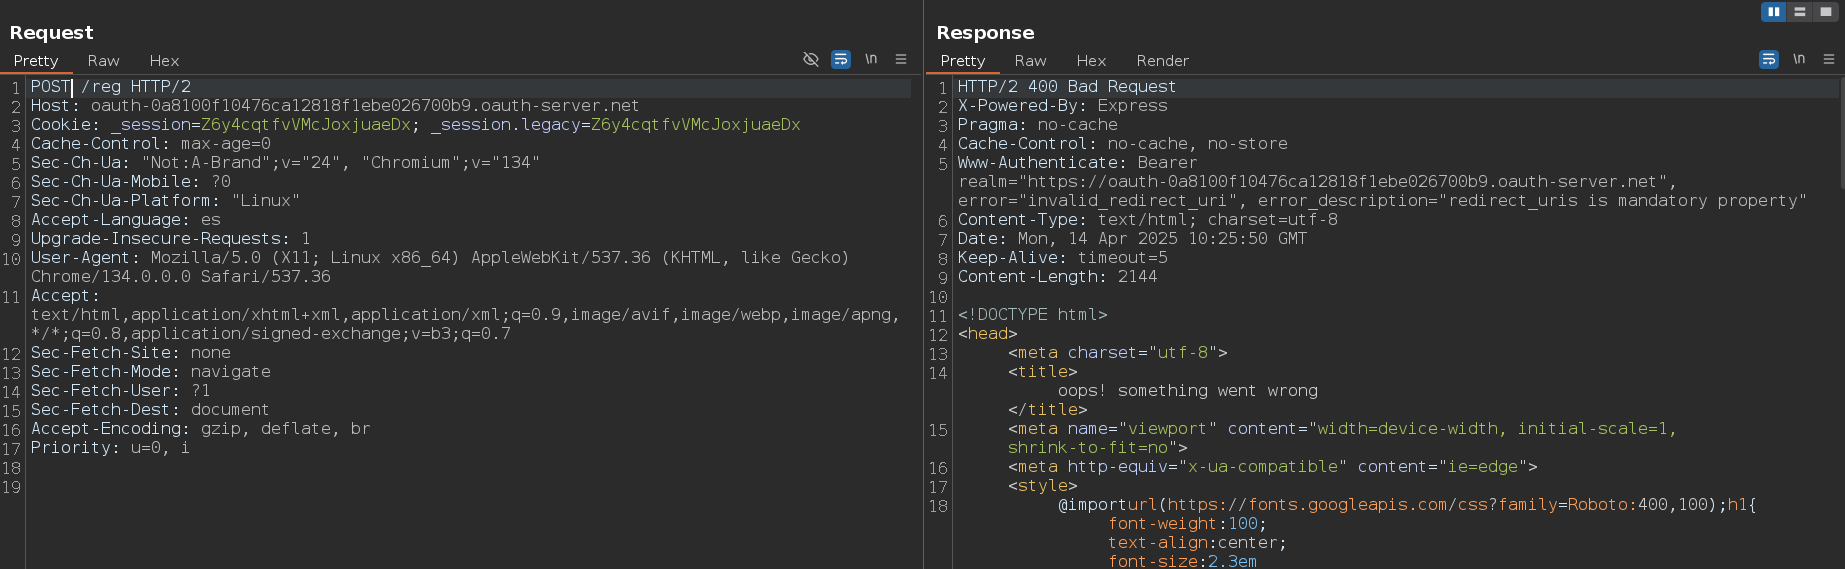 Request
Pretty Raw Hex \n
1 POST /reg HTTP/2
2 Host: oauth-0a8100f10476ca12818f1ebe026700b9.oauth-server.net
3 Cookie: _session=Z6y4cqtfvVMcJoxjuaeDx; _session.legacy=Z6y4cqtfvVMcJoxjuaeDx
4 Cache-Control: max-age=0
5 Sec-Ch-Ua: "Not:A-Brand";v="24", "Chromium";v="134"
6 Sec-Ch-Ua-Mobile: ?0
7 Sec-Ch-Ua-Platform: "Linux"
8 Accept-Language: es
9 Upgrade-Insecure-Requests: 1
10 User-Agent: Mozilla/5.0 (X11; Linux x86_64) AppleWebKit/537.36 (KHTML, like Gecko)
Chrome/134.0.0.0 Safari/537.36
11 Accept:
text/html,application/xhtml+xml,application/xml;q=0.9,image/avif,image/webp,image/apng,
*/*;q=0.8,application/signed-exchange;v=b3;q=0.7
12 Sec-Fetch-Site: none
13 Sec-Fetch-Mode: navigate
14 Sec-Fetch-User: ?1
15 Sec-Fetch-Dest: document
16 Accept-Encoding: gzip, deflate, br
17 Priority: u=0, i
18
19
Response
Pretty Raw Hex Render \n
1 HTTP/2 400 Bad Request
2 X-Powered-By: Express
3 Pragma: no-cache
4 Cache-Control: no-cache, no-store
5 Www-Authenticate: Bearer
realm="https://oauth-0a8100f10476ca12818f1ebe026700b9.oauth-server.net",
error="invalid_redirect_uri", error_description="redirect_uris is mandatory property"
6 Content-Type: text/html; charset=utf-8
7 Date: Mon, 14 Apr 2025 10:25:50 GMT
8 Keep-Alive: timeout=5
9 Content-Length: 2144
10
11 <!DOCTYPE html>
12 <head>
13 <meta charset="utf-8">
14 <title>
oops! something went wrong
</title>
15 <meta name="viewport" content="width=device-width, initial-scale=1,
shrink-to-fit=no">
16 <meta http-equiv="x-ua-compatible" content="ie=edge">
17 <style>
18 @importurl(https://fonts.googleapis.com/css?family=Roboto:400,100);h1{
font-weight:100;
text-align:center;
font-size:2.3em